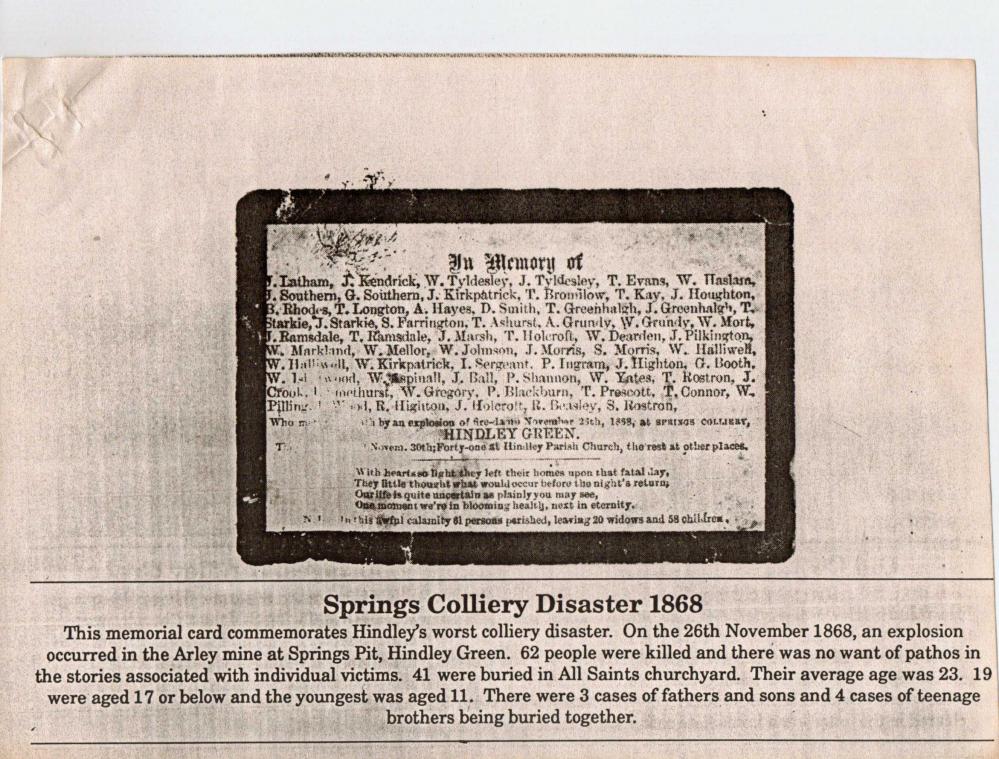 In Memory of
J. Latham, J. Kendrick, W. Tyldesley, J. Tyldesley, T. Evans, W. Haslam,
J. Southern, G. Southern, J. Kirkpatrick, T. Bromilow, T. Kay, J. Houghton,
B. Rhodes, T. Longton, A. Hayes, D. Smith, T. Greenhalgh, J. Greenhalgh, T.
Starkie, J. Starkie, S. Farrington, T. Ashurst, A. Grundy, W. Grundy, W. Mort,
J. Ramsdale, T. Ramsdale, J. Marsh, T. Holcroft, W. Dearden, J. Pilkington,
W. Markland, W. Mellor, W. Johnson, J. Morris, S. Morris, W. Halliwell,
W. Halliwell, W. Kirkpatrick, I. Sergeant, P. Ingram, J. Highton, G. Booth,
W. Aspinall, J. Ball, P. Shannon, W. Yates, T. Rostron, J.
Crook, W. Gregory, P. Blackburn, T. Prescott, T. Connor, W.
R. Highton, J. Holcroft, R. Beasley, S. Rostron,
Who by an explosion of fire-damp November 26th, 1868, at SPRINGS COLLIERY,
HINDLEY GREEN.
Novem. 30th; Forty-one at Hindley Parish Church, the rest at other places.
With hearts so light they left their homes upon that fatal day,
They little thought what would occur before the night's return;
Our life is quite uncertain as plainly you may see,
One moment we're in blooming health, next in eternity.
In this awful calamity 61 persons perished, leaving 20 widows and 58 children.
Springs Colliery Disaster 1868
This memorial card commemorates Hindley's worst colliery disaster. On the 26th November 1868, an explosion
occurred in the Arley mine at Springs Pit, Hindley Green. 62 people were killed and there was no want of pathos in
the stories associated with individual victims. 41 were buried in All Saints churchyard. Their average age was 23. 19
were aged 17 or below and the youngest was aged 11. There were 3 cases of fathers and sons and 4 cases of teenage
brothers being buried together.